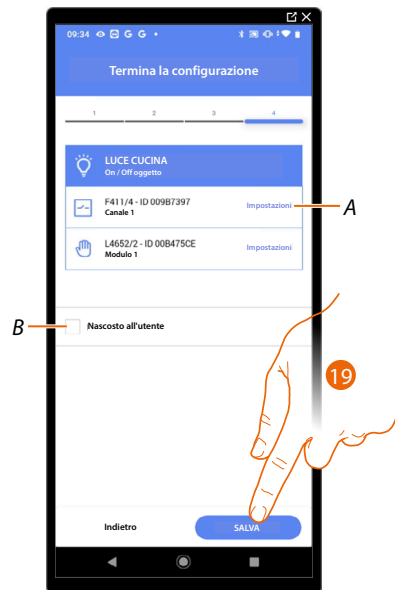 09:34 G G
Termina la configurazione
1 2 3 4
LUCE CUCINA
On / Off oggetto
F411/4 - ID 009B7397
Canale 1
Impostazioni
A
L4652/2 - ID 00B475CE
Modulo 1
Impostazioni
B
Nascosto all'utente
19
Indietro
SALVA